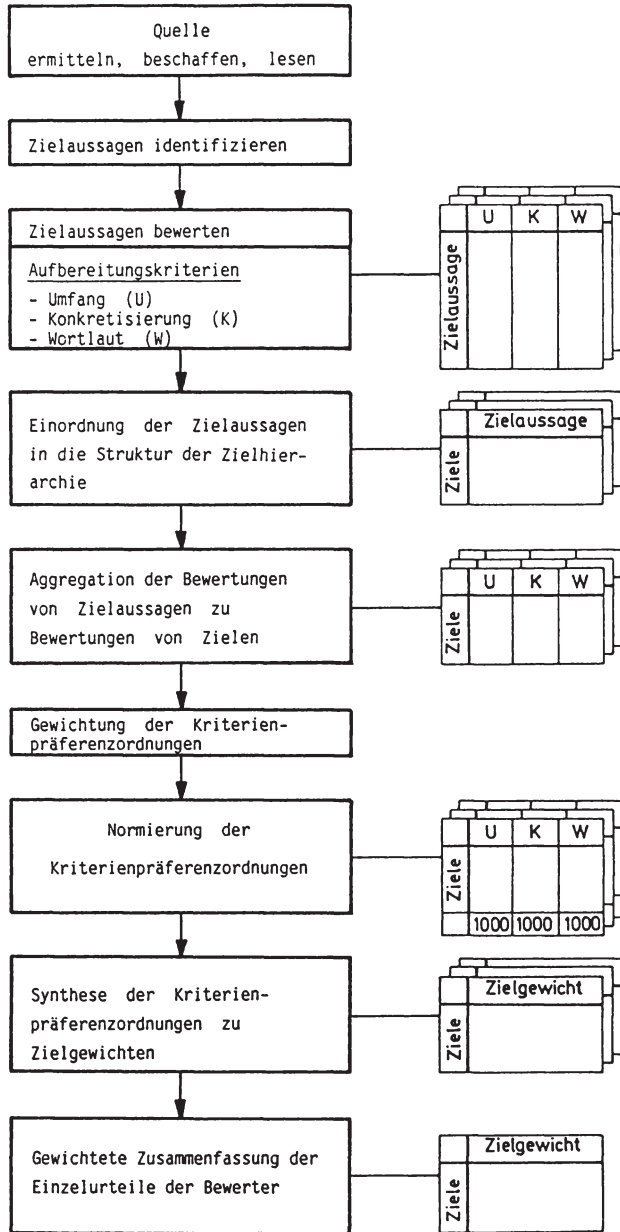 Quelle
ermitteln, beschaffen, lesen
Zielaussagen identifizieren
Zielaussagen bewerten
Aufbereitungskriterien
- Umfang (U)
- Konkretisierung (K)
- Wortlaut (W)
U K W
Zielaussage
Einordnung der Zielaussagen
in die Struktur der Zielhier-
archie
Zielaussage
Ziele
Aggregation der Bewertungen
von Zielaussagen zu
Bewertungen von Zielen
U K W
Ziele
Gewichtung der Kriterien-
präferenzordnungen
Normierung der
Kriterienpräferenzordnungen
U K W
Ziele
1000 1000 1000
Synthese der Kriterien-
präferenzordnungen zu
Zielgewichten
Zielgewicht
Ziele
Gewichtete Zusammenfassung der
Einzelurteile der Bewerter
Zielgewicht
Ziele